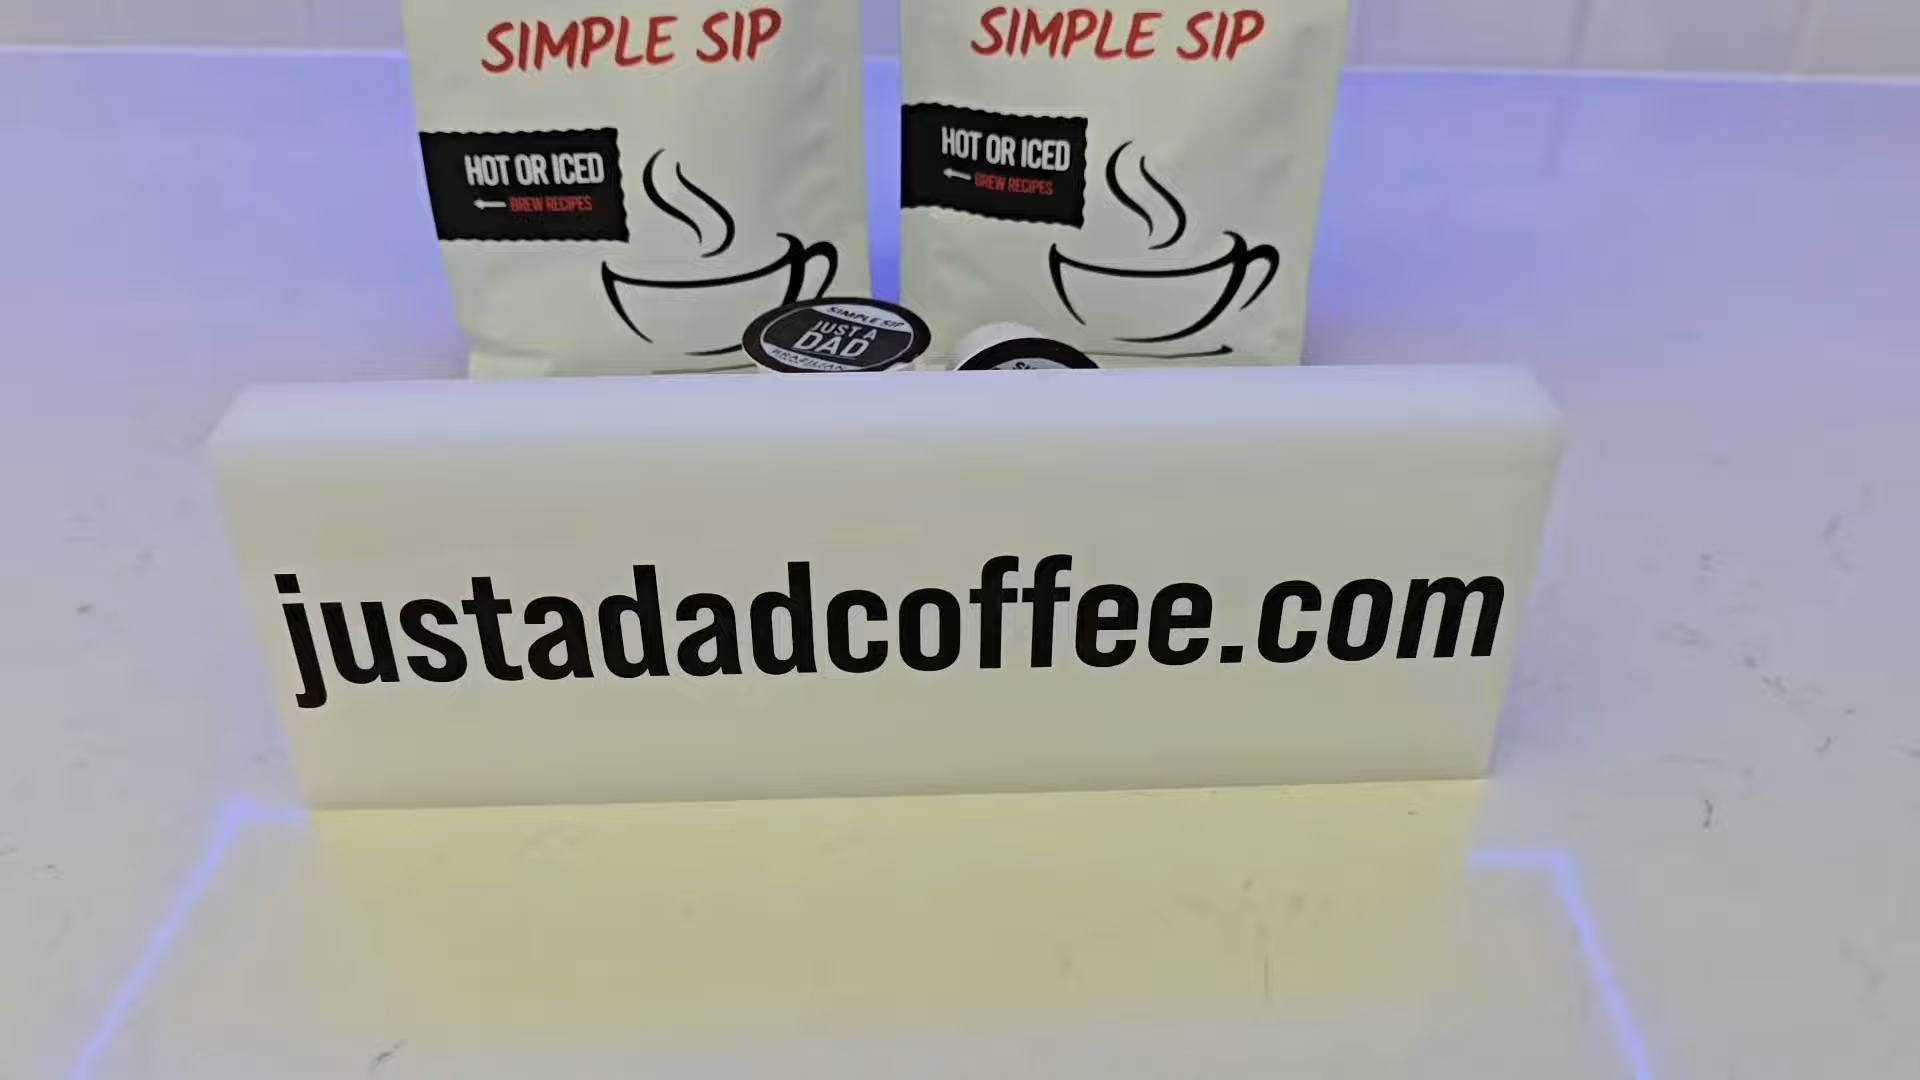 SIMPLE SIP
HOT OR ICED
BREW RECIPES
SIMPLE SIP
HOT OR ICED
BREW RECIPES
SIMPLE SIP
JUST A
DAD
BRAZILIAN
justadadcoffee.com